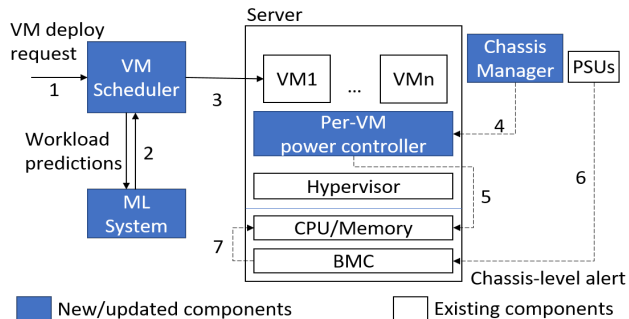 Server
VM deploy
request
1
VM
Scheduler
3
VM1
...
VMn
Chassis
Manager
PSUs
Per-VM
power controller
4
Workload
predictions
2
Hypervisor
5
6
ML
System
CPU/Memory
7
BMC
Chassis-level alert
New/updated components
Existing components